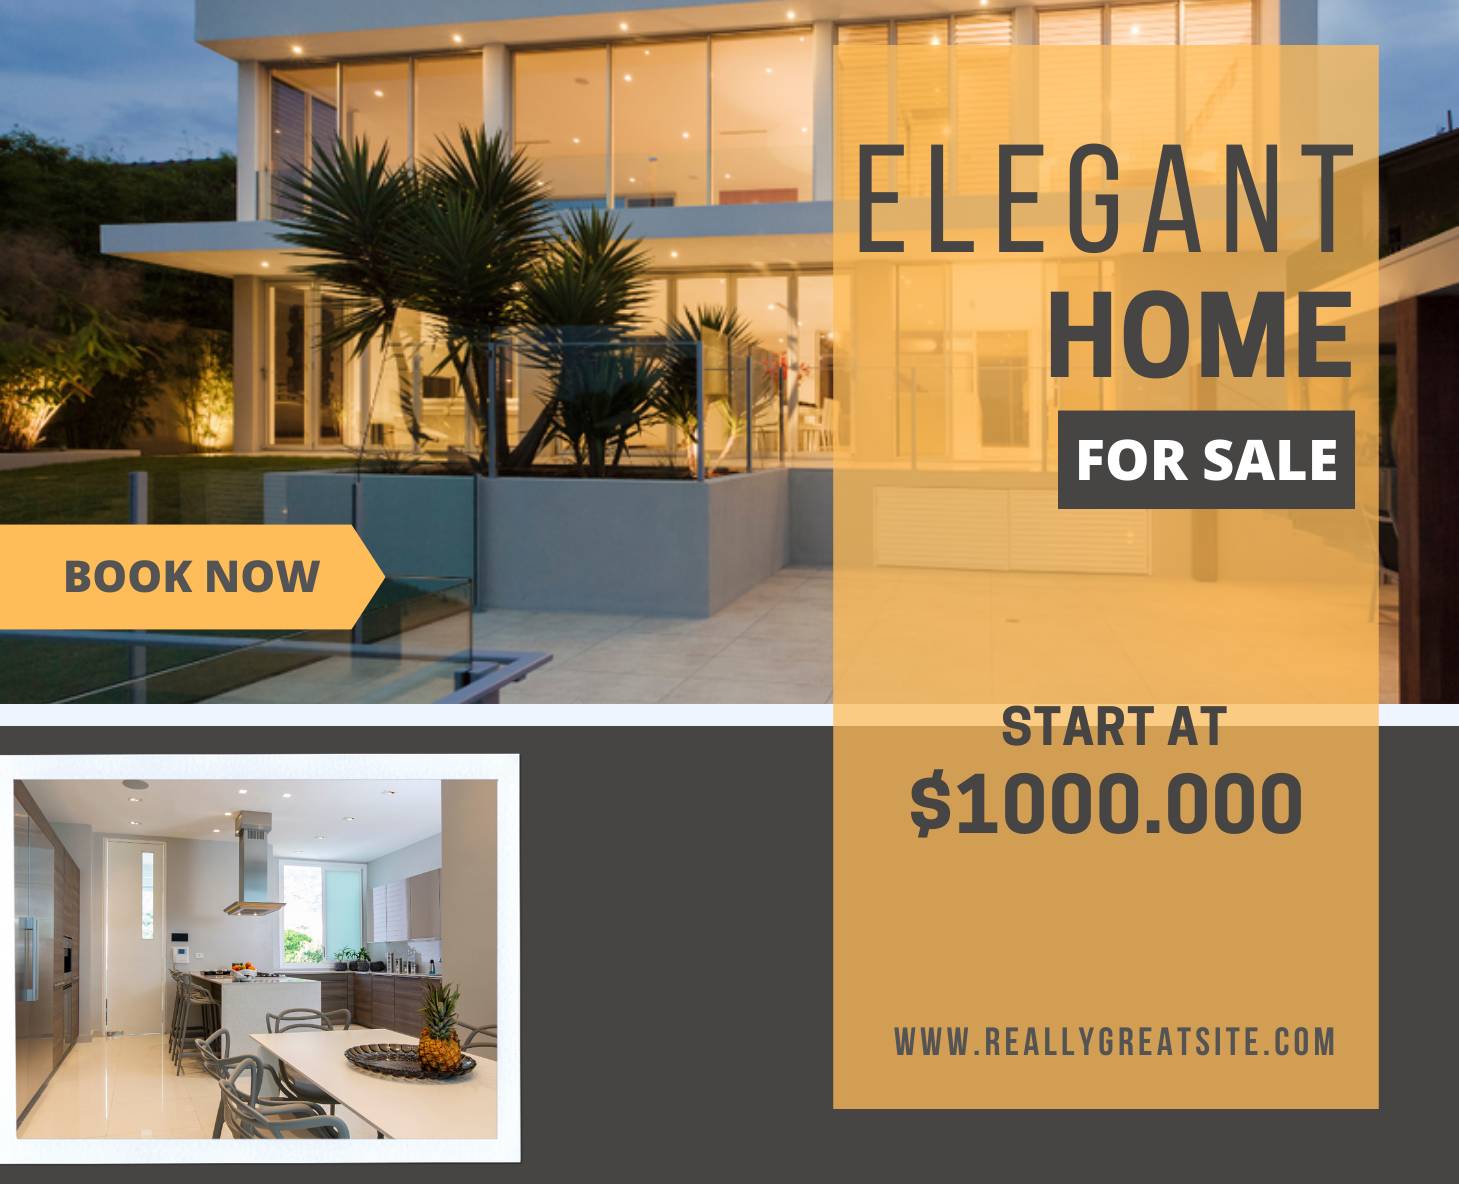 ELEGANT
HOME
FOR SALE
BOOK NOW
START AT
$1000.000
WWW.REALLYGREATSITE.COM